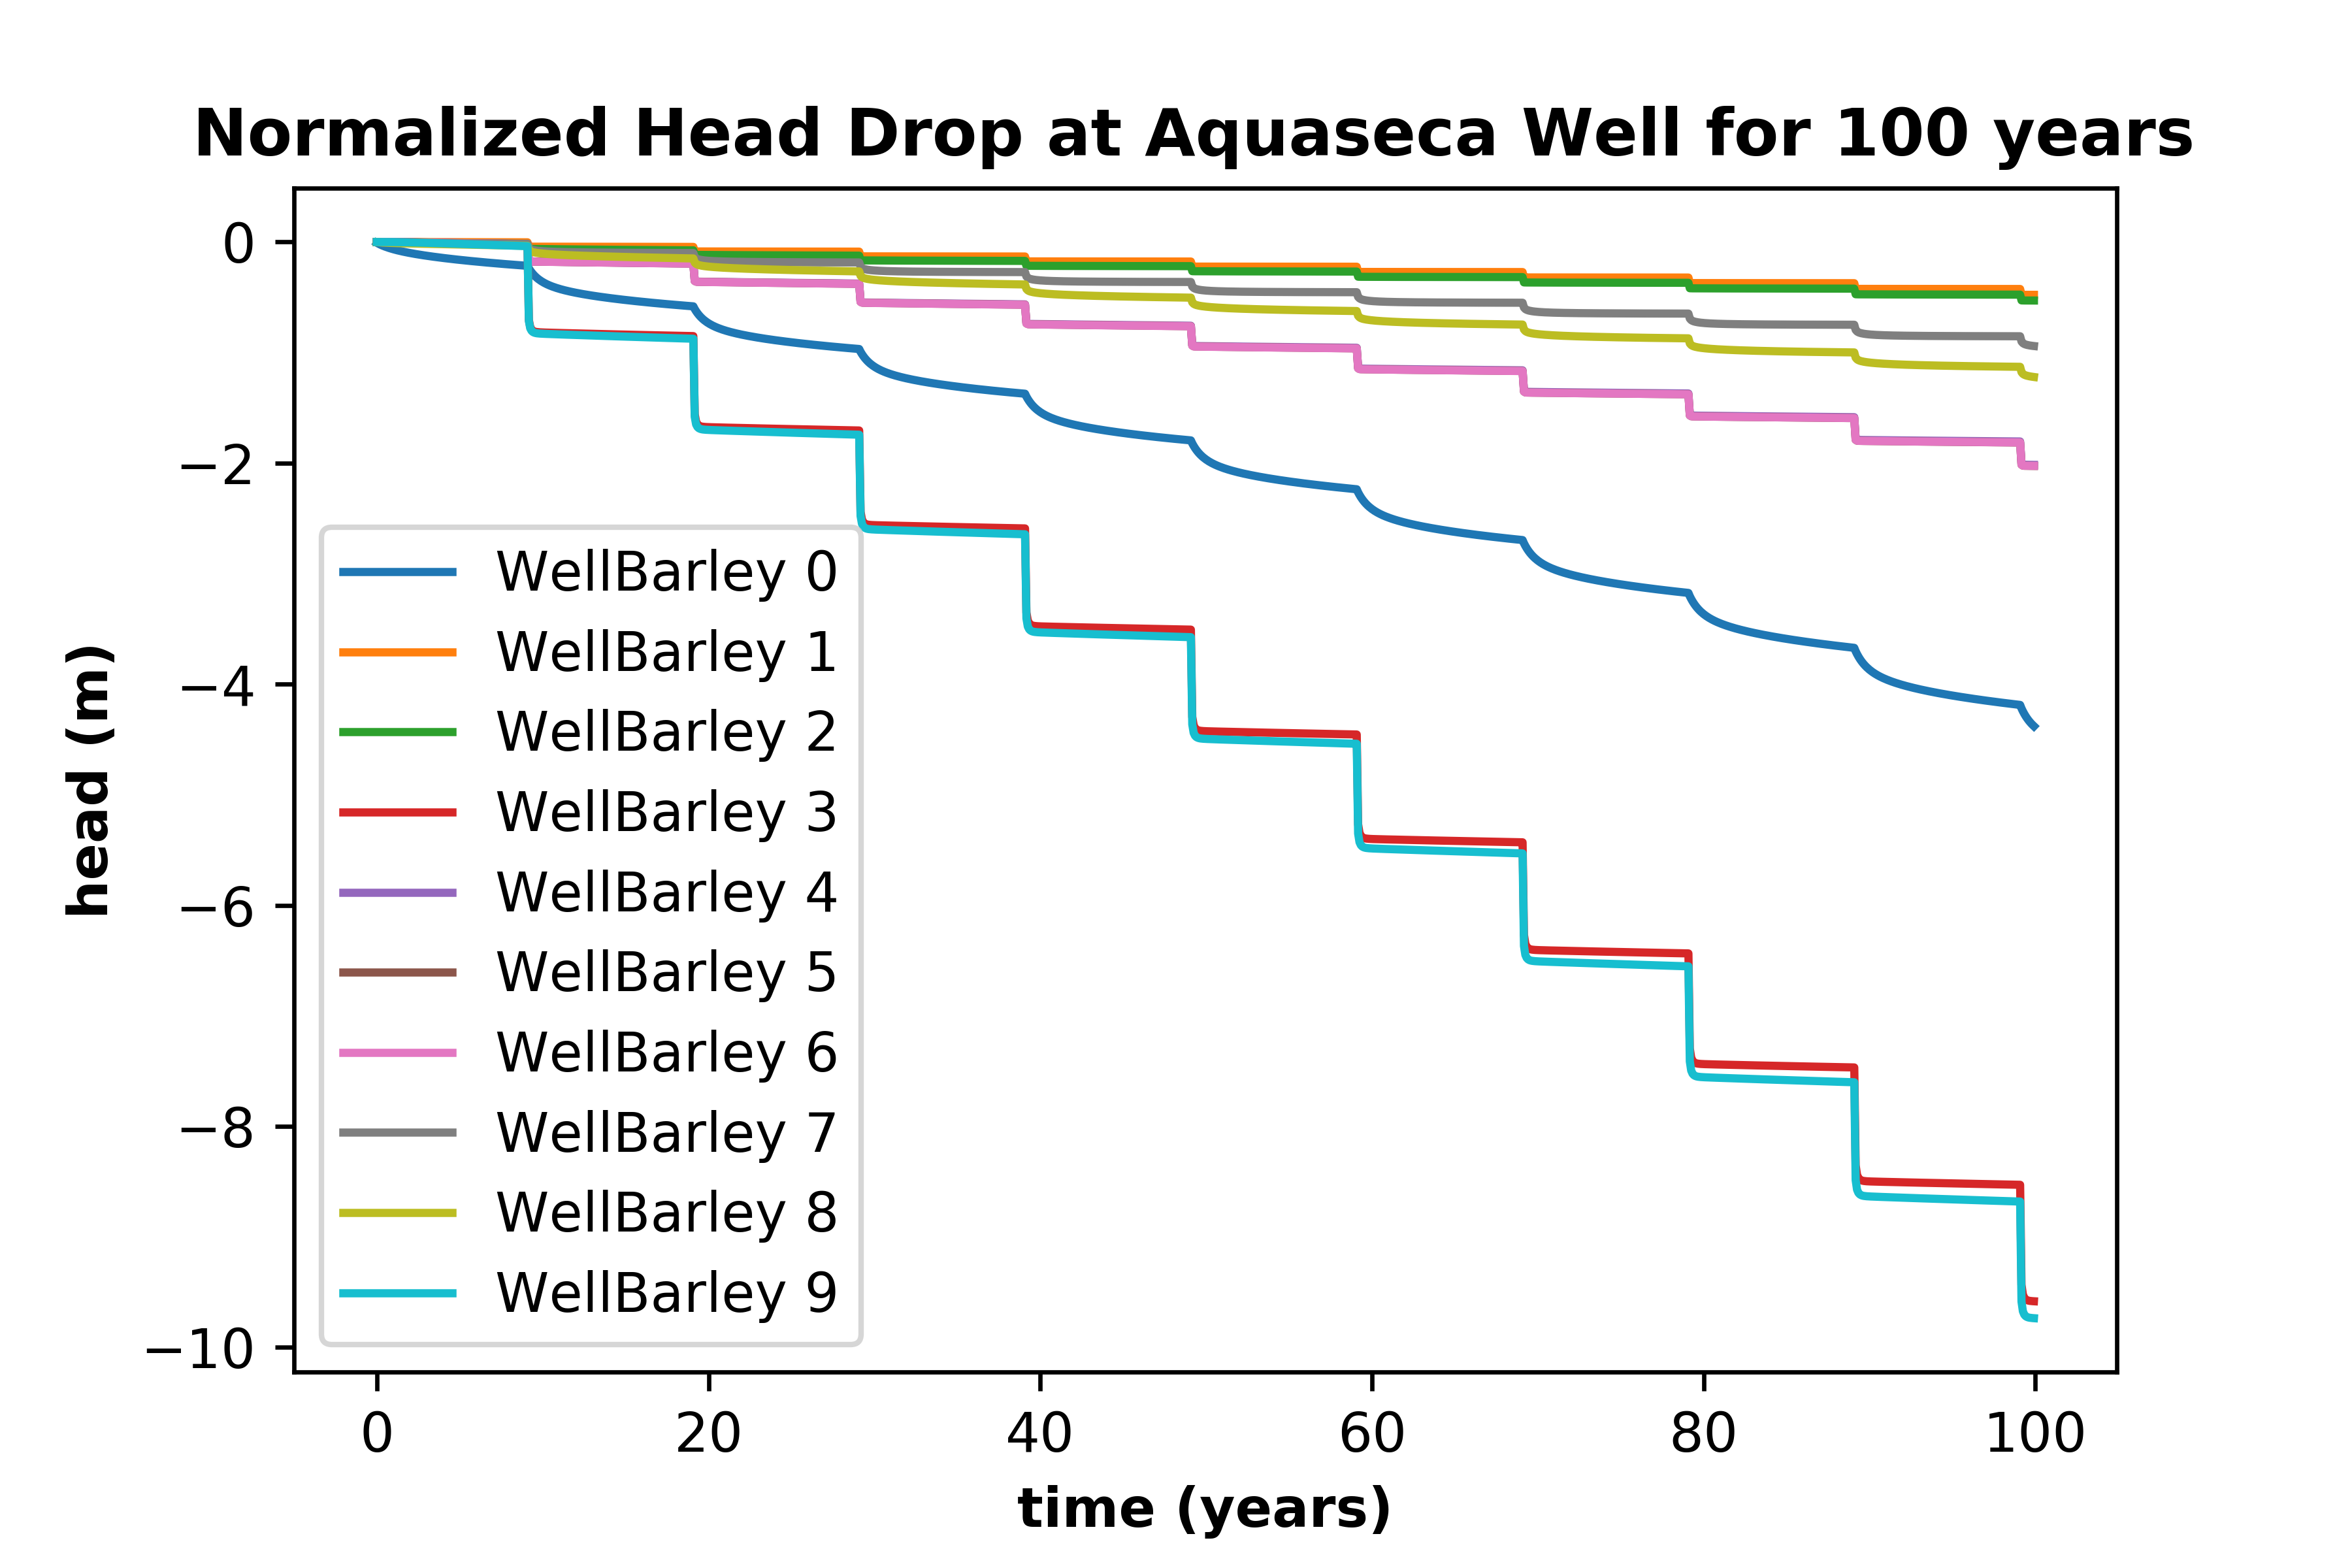 Normalized Head Drop at Aquaseca Well for 100 years
0
−2
−4
−6
−8
−10
head (m)
WellBarley 0
WellBarley 1
WellBarley 2
WellBarley 3
WellBarley 4
WellBarley 5
WellBarley 6
WellBarley 7
WellBarley 8
WellBarley 9
0 20 40 60 80 100
time (years)